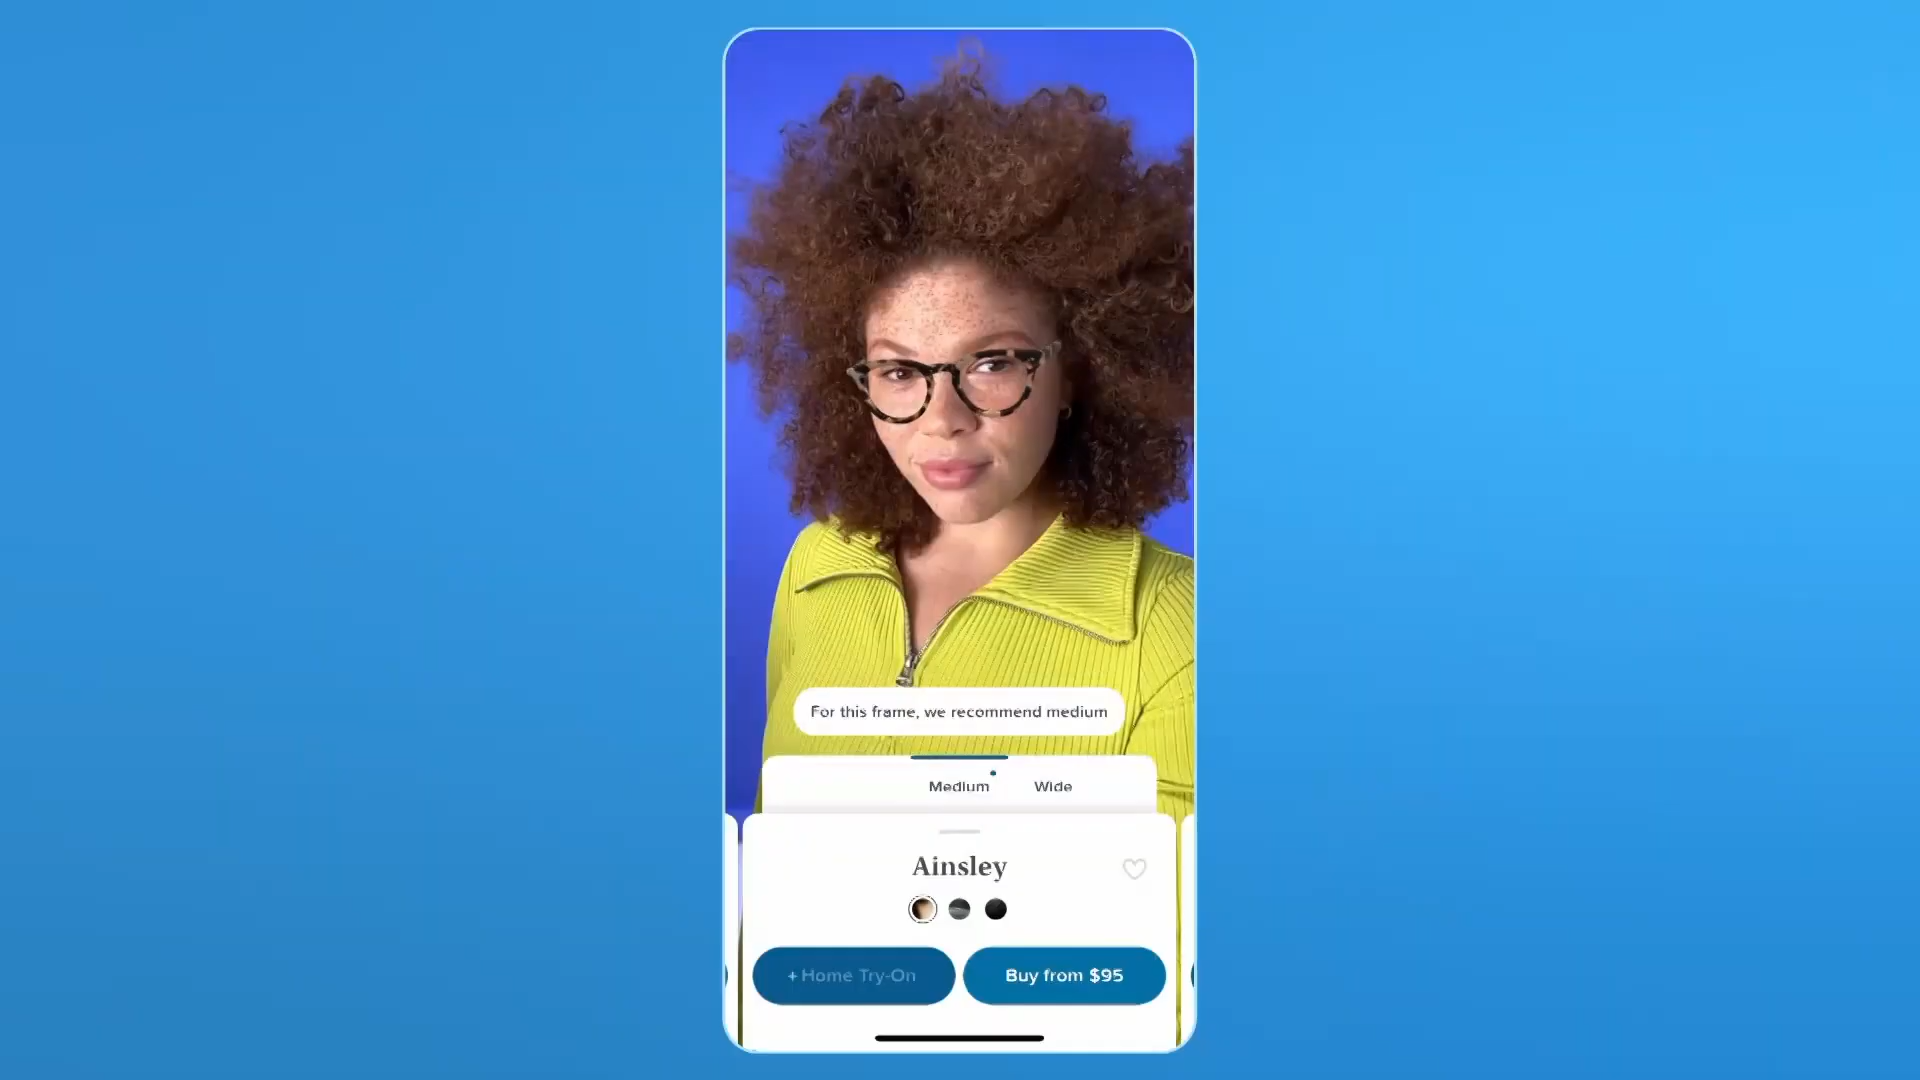 For this frame, we recommend medium
Medium
Wide
Ainsley
+ Home Try-On
Buy from $95